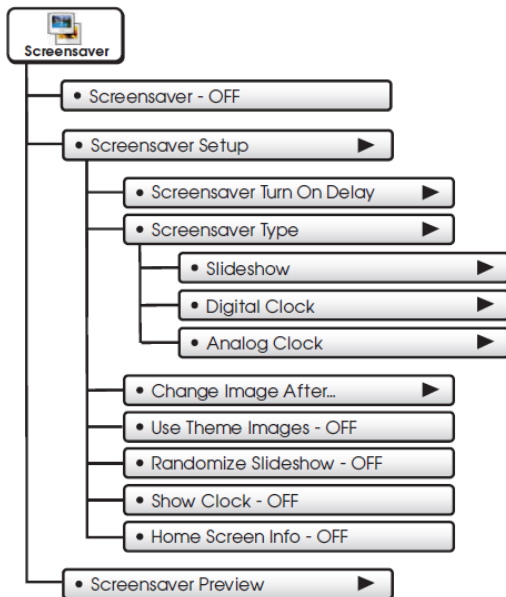 Screensaver
• Screensaver - OFF
• Screensaver Setup
• Screensaver Turn On Delay
• Screensaver Type
• Slideshow
• Digital Clock
• Analog Clock
• Change Image After...
• Use Theme Images - OFF
• Randomize Slideshow - OFF
• Show Clock - OFF
• Home Screen Info - OFF
• Screensaver Preview